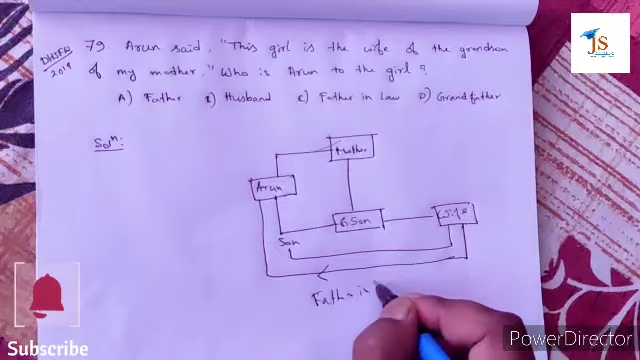 DHSFB 2019
79. Arun said, "This girl is the wife of the grandson
of my mother." Who is Arun to the girl?
A) Father B) Husband C) Father in Law D) Grandfather
Solⁿ:
Mother
Arun
G.Son
Wife
Son
Father in
JS
Subscribe
PowerDirector